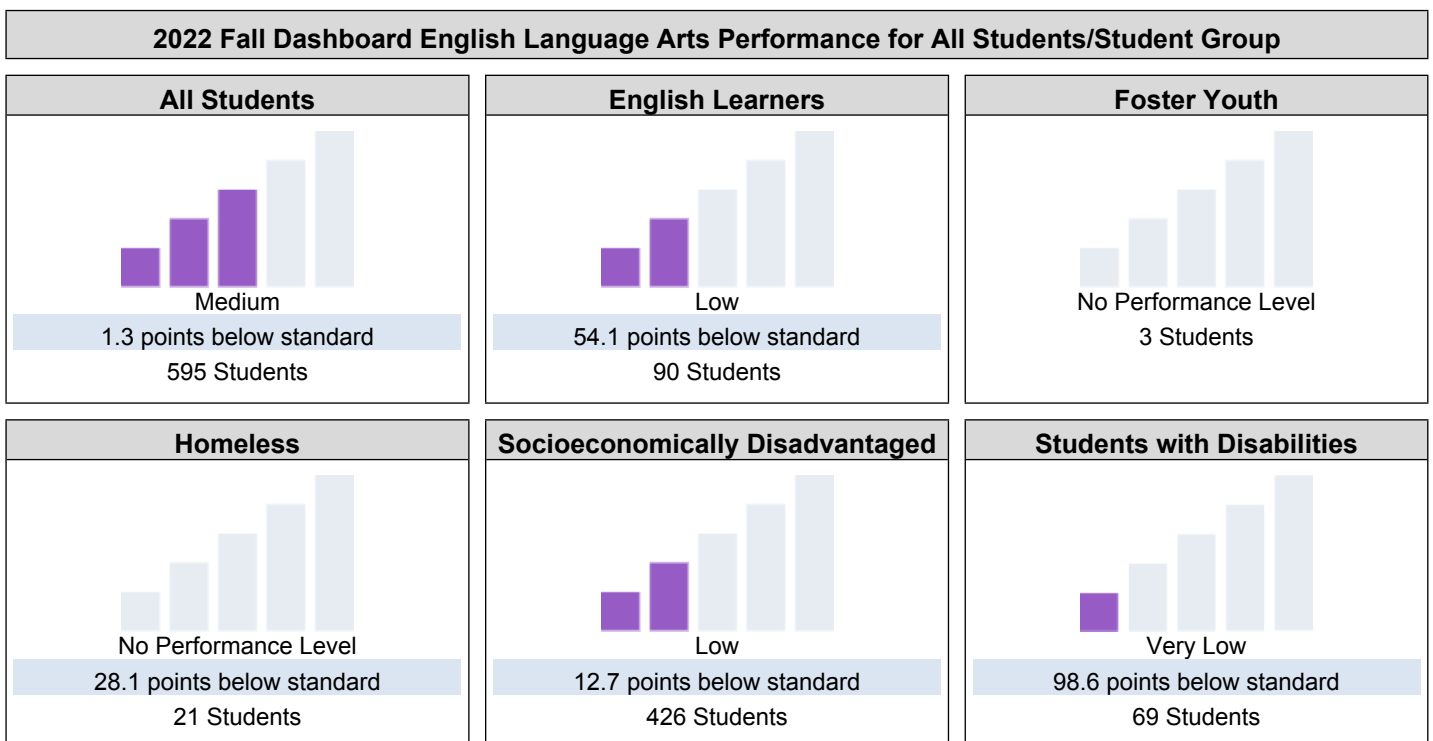 2022 Fall Dashboard English Language Arts Performance for All Students/Student Group
All Students
Medium
1.3 points below standard
595 Students
English Learners
Low
54.1 points below standard
90 Students
Foster Youth
No Performance Level
3 Students
Homeless
No Performance Level
28.1 points below standard
21 Students
Socioeconomically Disadvantaged
Low
12.7 points below standard
426 Students
Students with Disabilities
Very Low
98.6 points below standard
69 Students